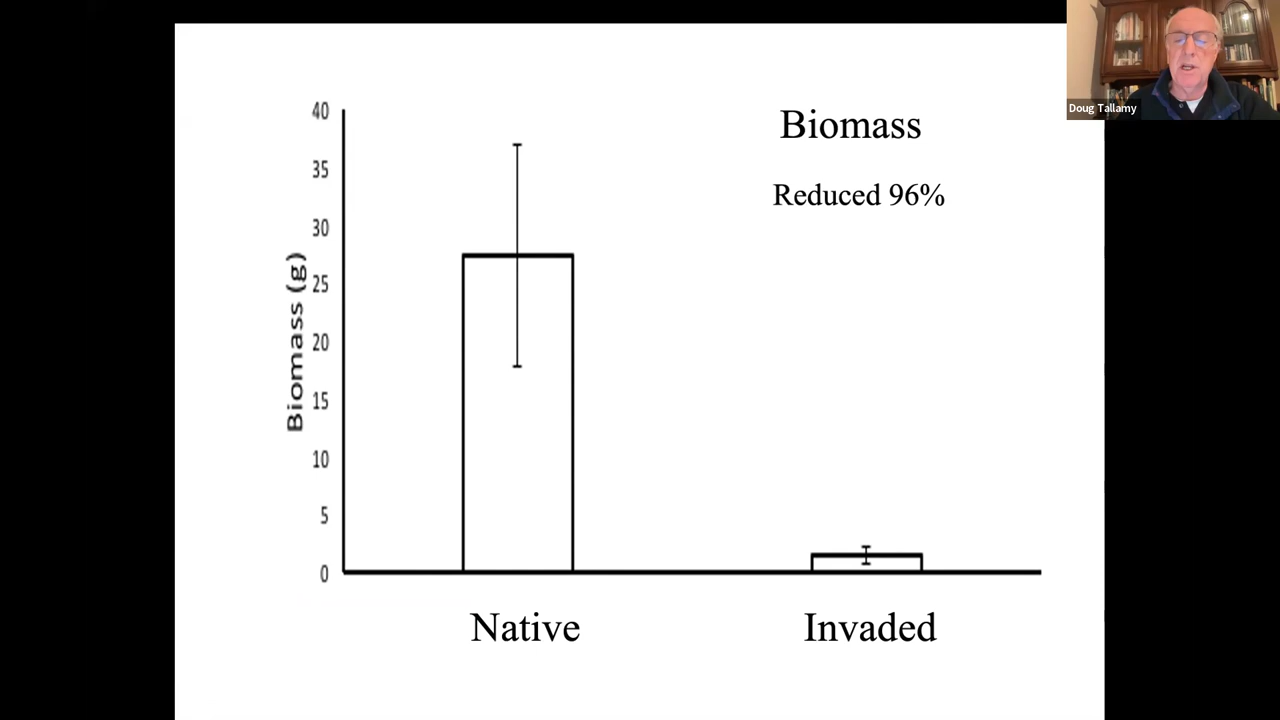 Doug Tallamy
Biomass
Reduced 96%
Biomass (g)
40
35
30
25
20
15
10
5
0
Native
Invaded